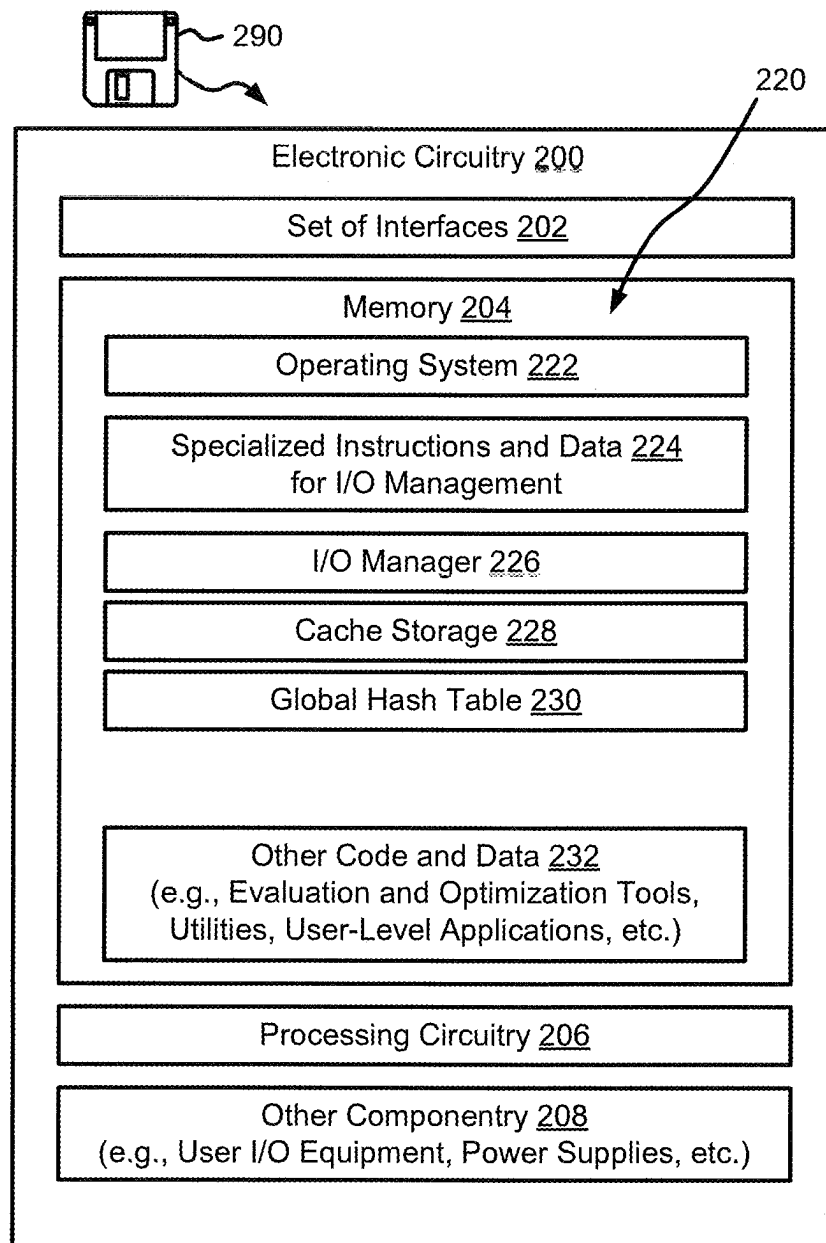 290
220
Electronic Circuitry 200
Set of Interfaces 202
Memory 204
Operating System 222
Specialized Instructions and Data 224
for I/O Management
I/O Manager 226
Cache Storage 228
Global Hash Table 230
Other Code and Data 232
(e.g., Evaluation and Optimization Tools,
Utilities, User-Level Applications, etc.)
Processing Circuitry 206
Other Componentry 208
(e.g., User I/O Equipment, Power Supplies, etc.)